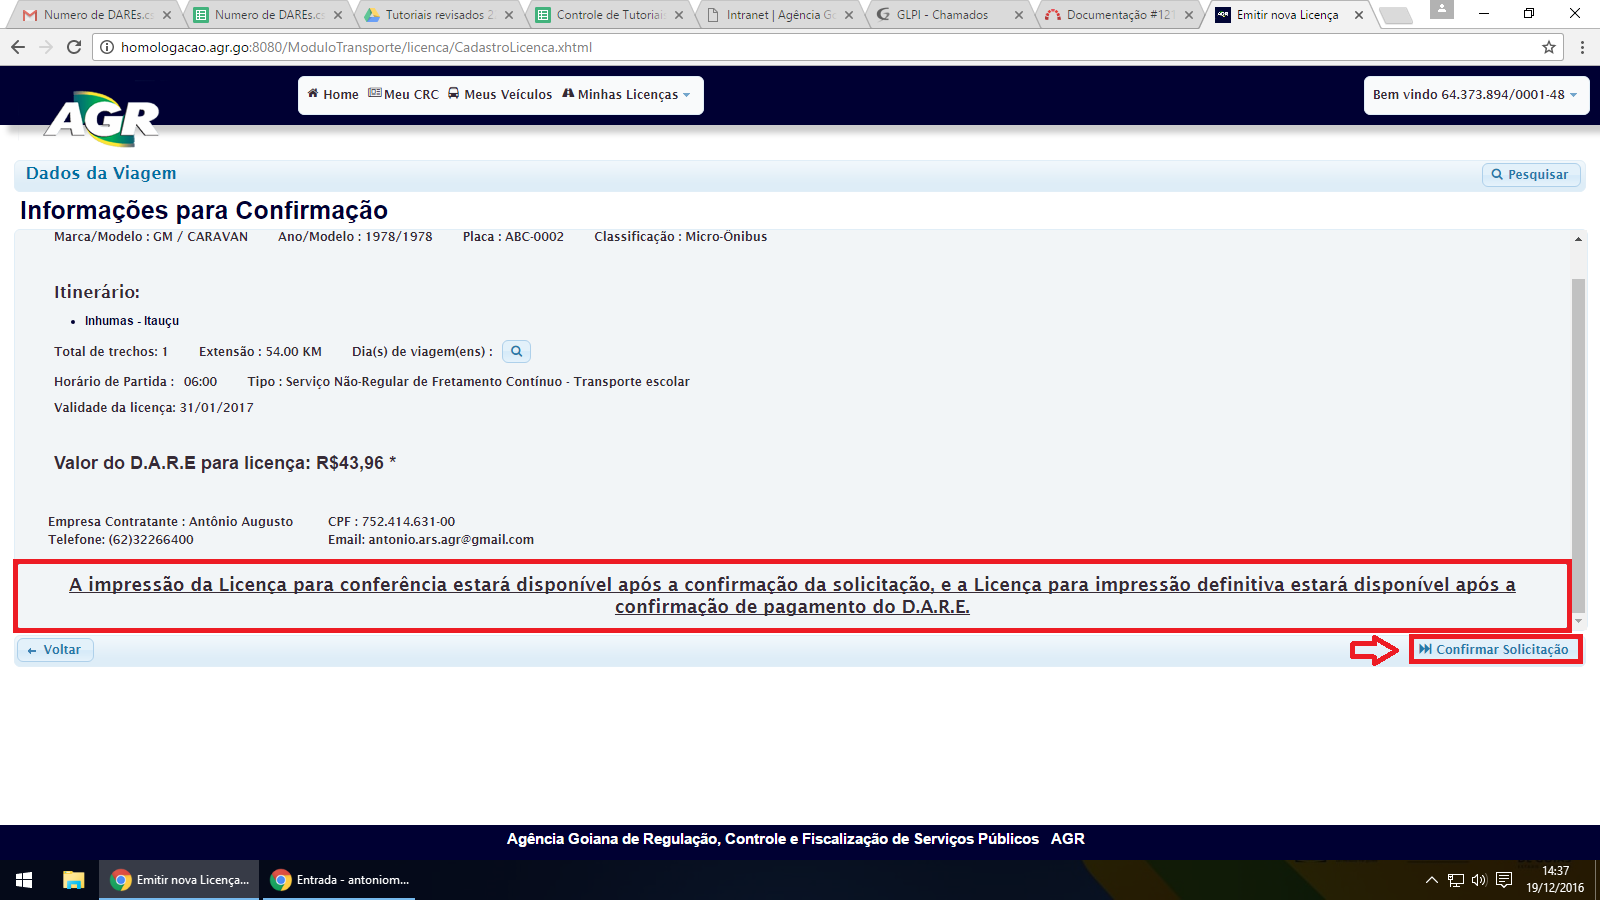 Numero de DAREs.cs
Numero de DAREs.cs
Tutoriais revisados 2
Controle de Tutoriai
Intranet | Agência Go
GLPI - Chamados
Documentação #121
Emitir nova Licença
homologacao.agr.go:8080/ModuloTransporte/licenca/CadastroLicenca.xhtml
AGR
Home Meu CRC Meus Veículos Minhas Licenças
Bem vindo 64.373.894/0001-48
Dados da Viagem
Pesquisar
Informações para Confirmação
Marca/Modelo : GM / CARAVAN Ano/Modelo : 1978/1978 Placa : ABC-0002 Classificação : Micro-Ônibus
Itinerário:
• Inhumas - Itauçu
Total de trechos: 1 Extensão : 54.00 KM Dia(s) de viagem(ens) :
Horário de Partida : 06:00 Tipo : Serviço Não-Regular de Fretamento Contínuo - Transporte escolar
Validade da licença: 31/01/2017
Valor do D.A.R.E para licença: R$43,96 *
Empresa Contratante : Antônio Augusto CPF : 752.414.631-00
Telefone: (62)32266400 Email: antonio.ars.agr@gmail.com
A impressão da Licença para conferência estará disponível após a confirmação da solicitação, e a Licença para impressão definitiva estará disponível após a
confirmação de pagamento do D.A.R.E.
Voltar
Confirmar Solicitação
Agência Goiana de Regulação, Controle e Fiscalização de Serviços Públicos AGR
Emitir nova Licença...
Entrada - antoniom...
14:37
19/12/2016